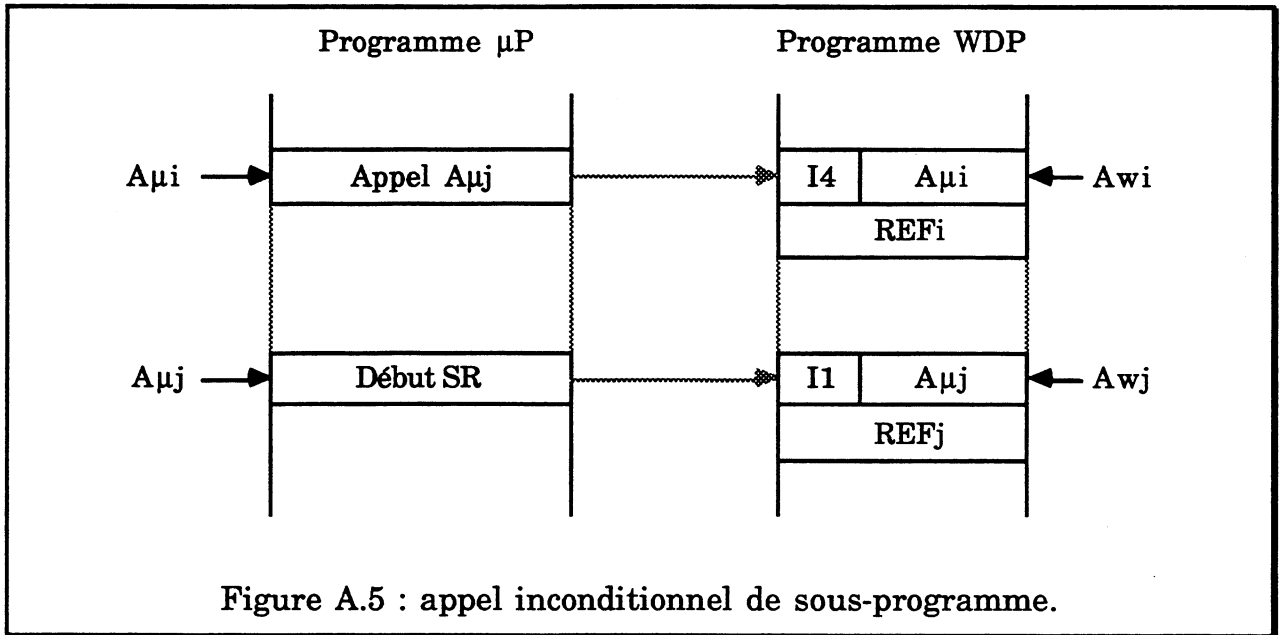 Programme µP Programme WDP
Aµi Appel Aµj I4 Aµi Awi
REFi
Aµj Début SR I1 Aµj Awj
REFj
Figure A.5 : appel inconditionnel de sous-programme.